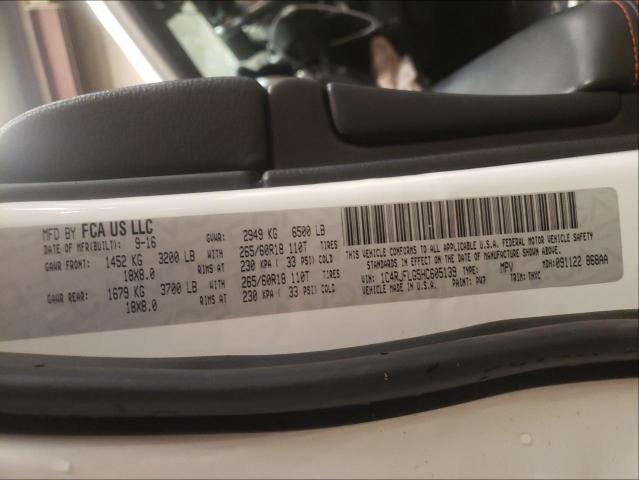 MFD BY FCA US LLC
DATE OF MFR(BUILT): 9-16 GVWR: 2949 KG 6500 LB
GAWR FRONT: 1452 KG 3200 LB WITH 265/60R18 110T TIRES
18X8.0 RIMS AT 230 KPA ( 33 PSI) COLD
GAWR REAR: 1679 KG 3700 LB WITH 265/60R18 110T TIRES
18X8.0 RIMS AT 230 KPA ( 33 PSI) COLD
THIS VEHICLE CONFORMS TO ALL APPLICABLE U.S.A. FEDERAL MOTOR VEHICLE SAFETY
STANDARDS IN EFFECT ON THE DATE OF MANUFACTURE SHOWN ABOVE.
VIN: 1C4RJFLG5HC605139 TYPE: MPV MDH: 091122 868AA
VEHICLE MADE IN U.S.A. PAINT: PW7 TRIM: THXC